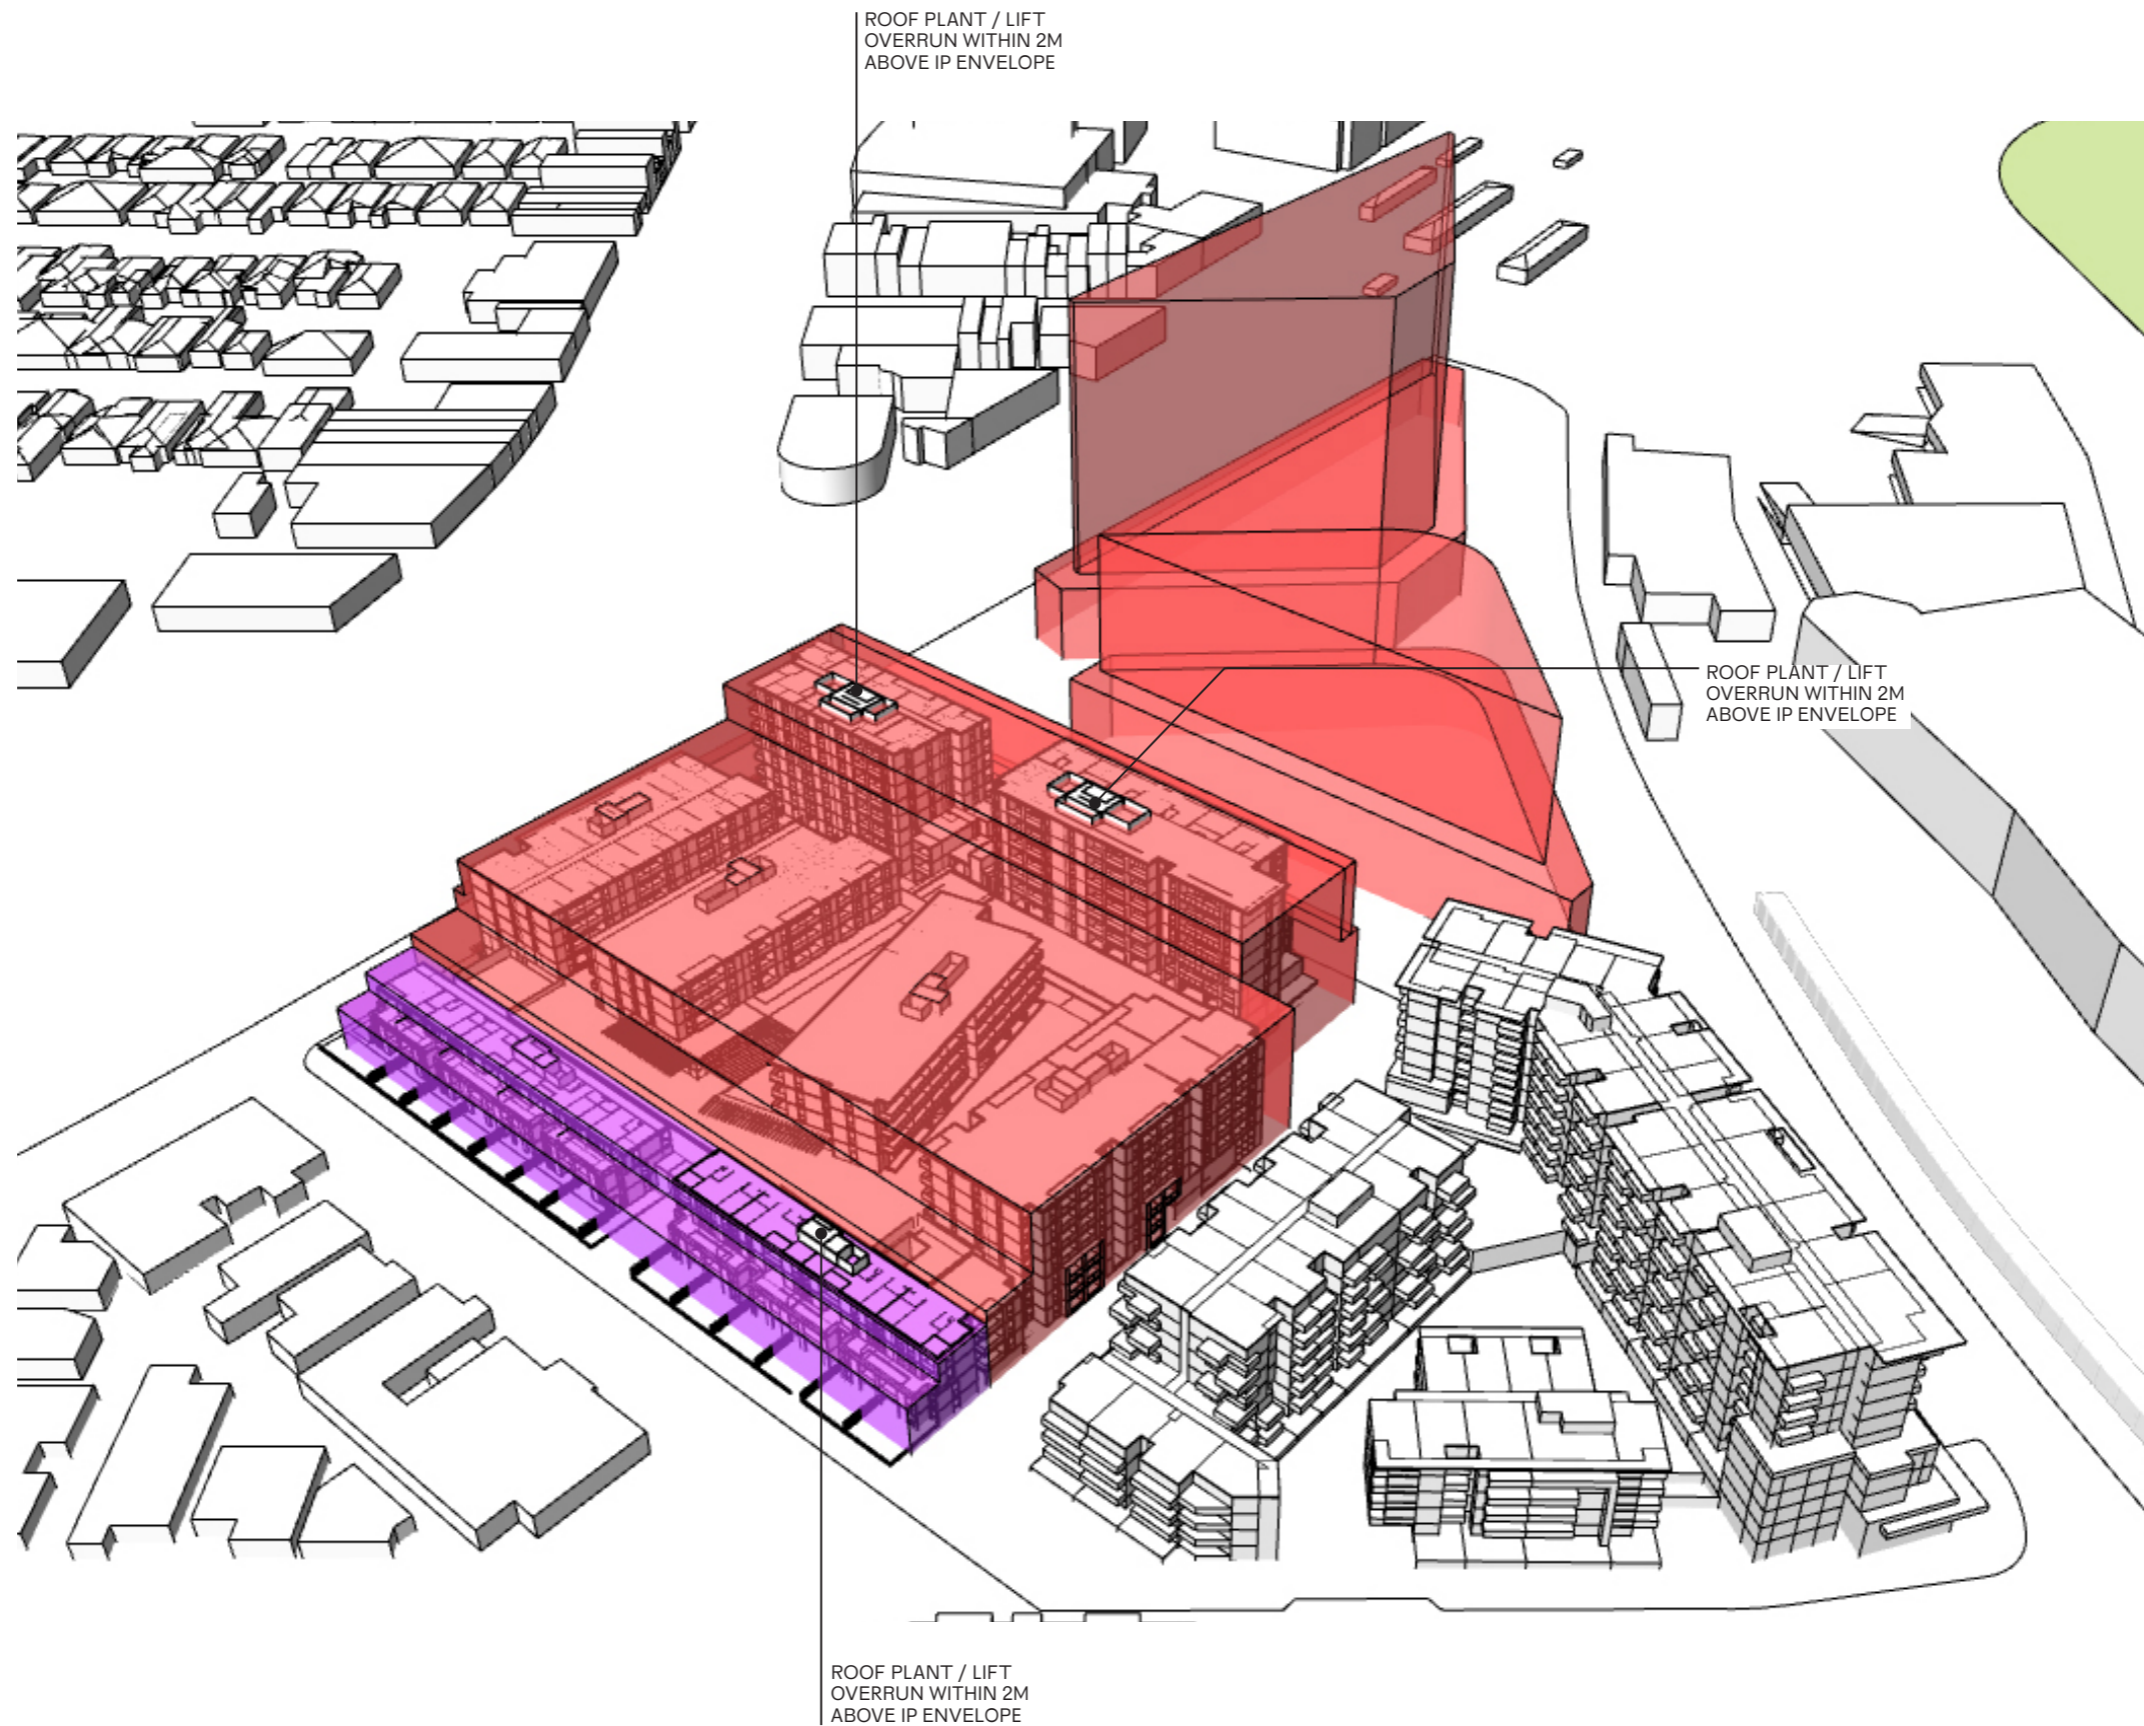 ROOF PLANT / LIFT
OVERRUN WITHIN 2M
ABOVE IP ENVELOPE
ROOF PLANT / LIFT
OVERRUN WITHIN 2M
ABOVE IP ENVELOPE
ROOF PLANT / LIFT
OVERRUN WITHIN 2M
ABOVE IP ENVELOPE